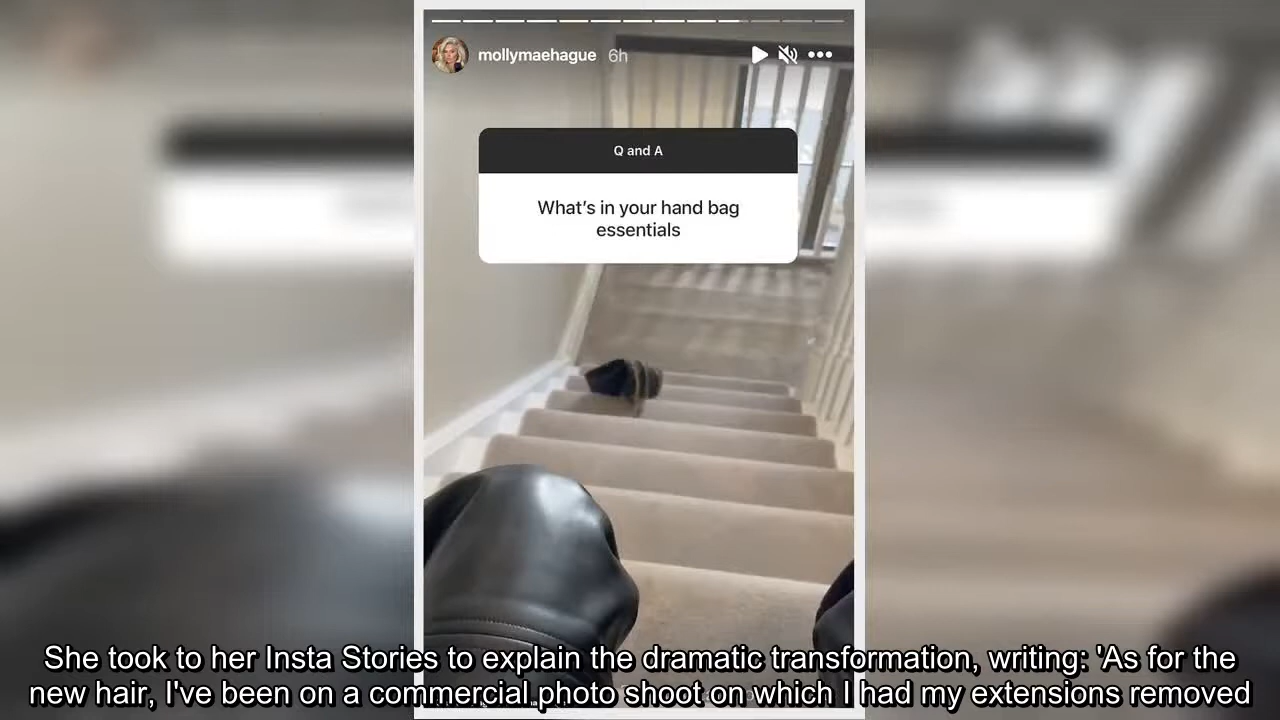 mollymaehague 6h
Q and A
What's in your hand bag
essentials
She took to her Insta Stories to explain the dramatic transformation, writing: 'As for the
new hair, I've been on a commercial photo shoot on which I had my extensions removed